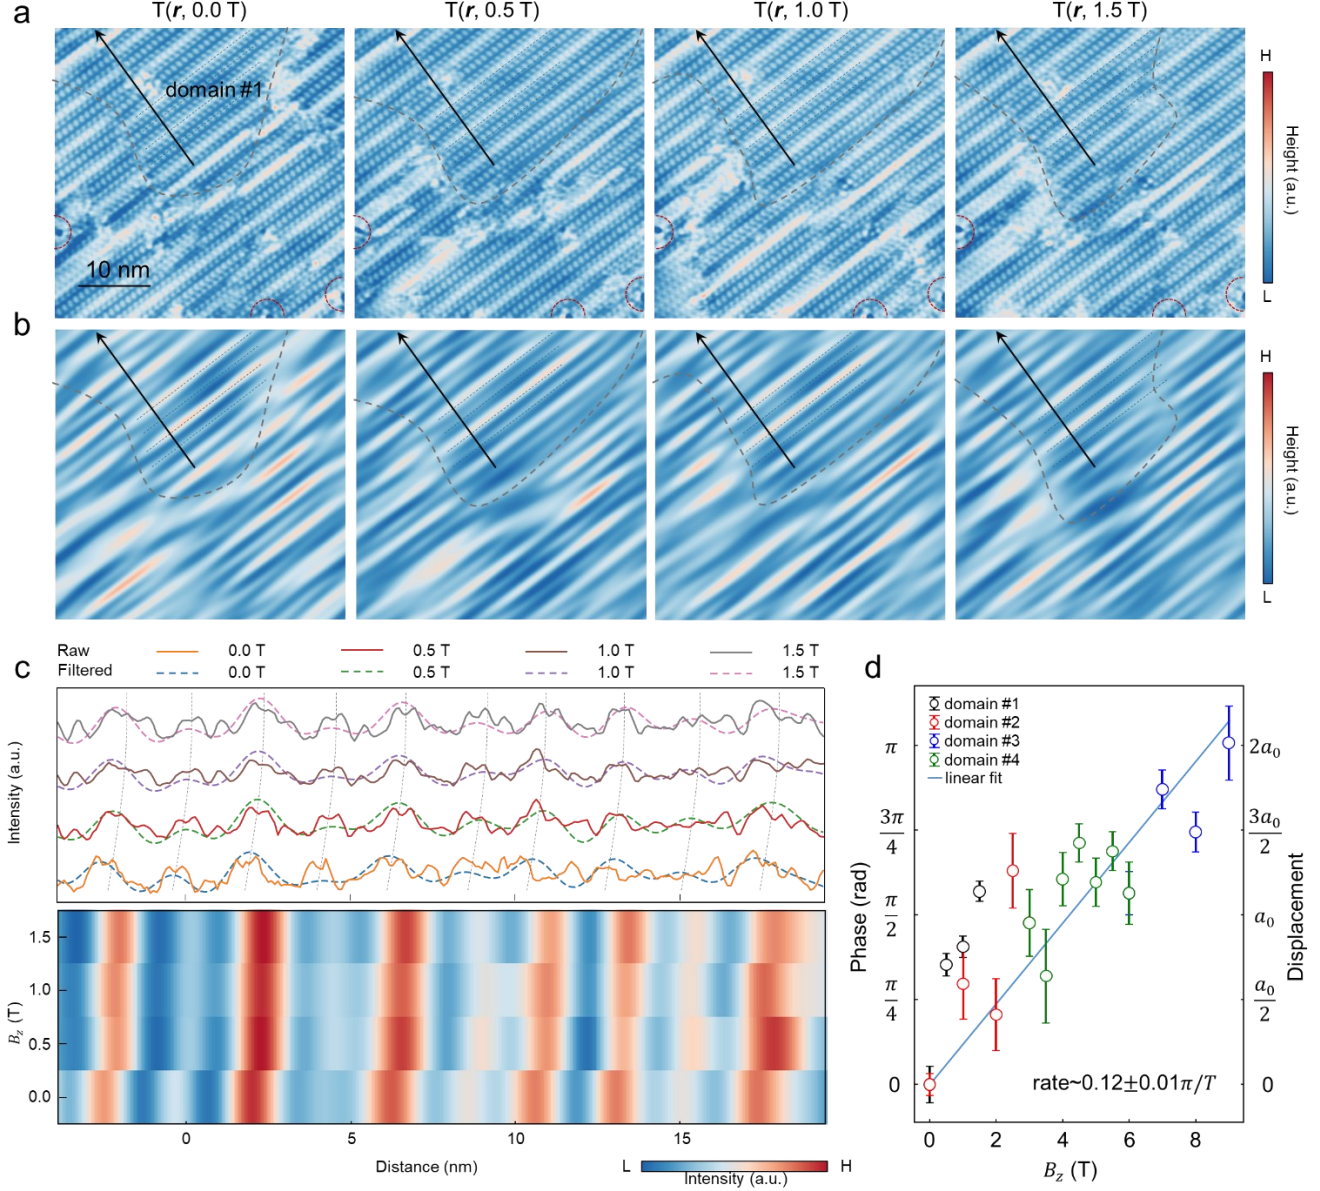 a
T(r, 0.0 T)
T(r, 0.5 T)
T(r, 1.0 T)
T(r, 1.5 T)
domain #1
10 nm
H
Height (a.u.)
L
b
H
Height (a.u.)
L
c
Raw 0.0 T 0.5 T 1.0 T 1.5 T
Filtered 0.0 T 0.5 T 1.0 T 1.5 T
Intensity (a.u.)
1.5
1.0
0.5
0.0
B_z (T)
0 5 10 15
Distance (nm)
L H
Intensity (a.u.)
d
domain #1
domain #2
domain #3
domain #4
linear fit
π
3π/4
π/2
π/4
0
Phase (rad)
2a₀
3a₀/2
a₀
a₀/2
0
Displacement
rate~0.12±0.01π/T
0 2 4 6 8
B_z (T)